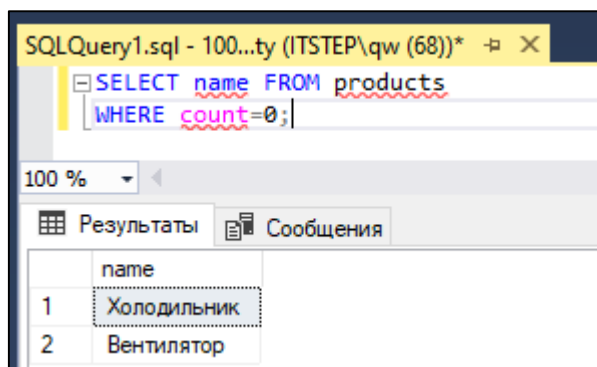 SQLQuery1.sql - 100...ty (ITSTEP\qw (68))*
SELECT name FROM products
WHERE count=0;
100 %
Результаты Сообщения
name
1 Холодильник
2 Вентилятор